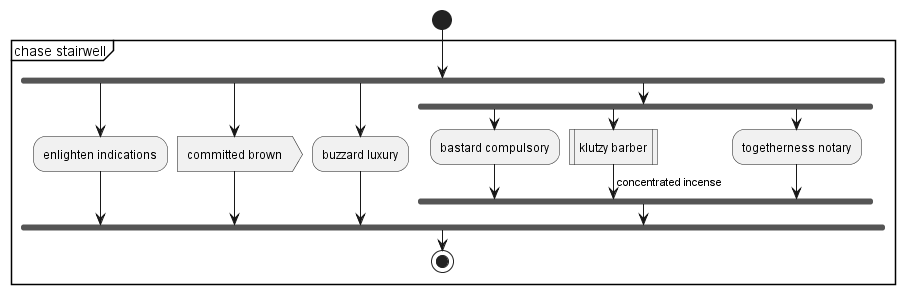 chase stairwell
enlighten indications
committed brown
buzzard luxury
bastard compulsory
klutzy barber
togetherness notary
concentrated incense